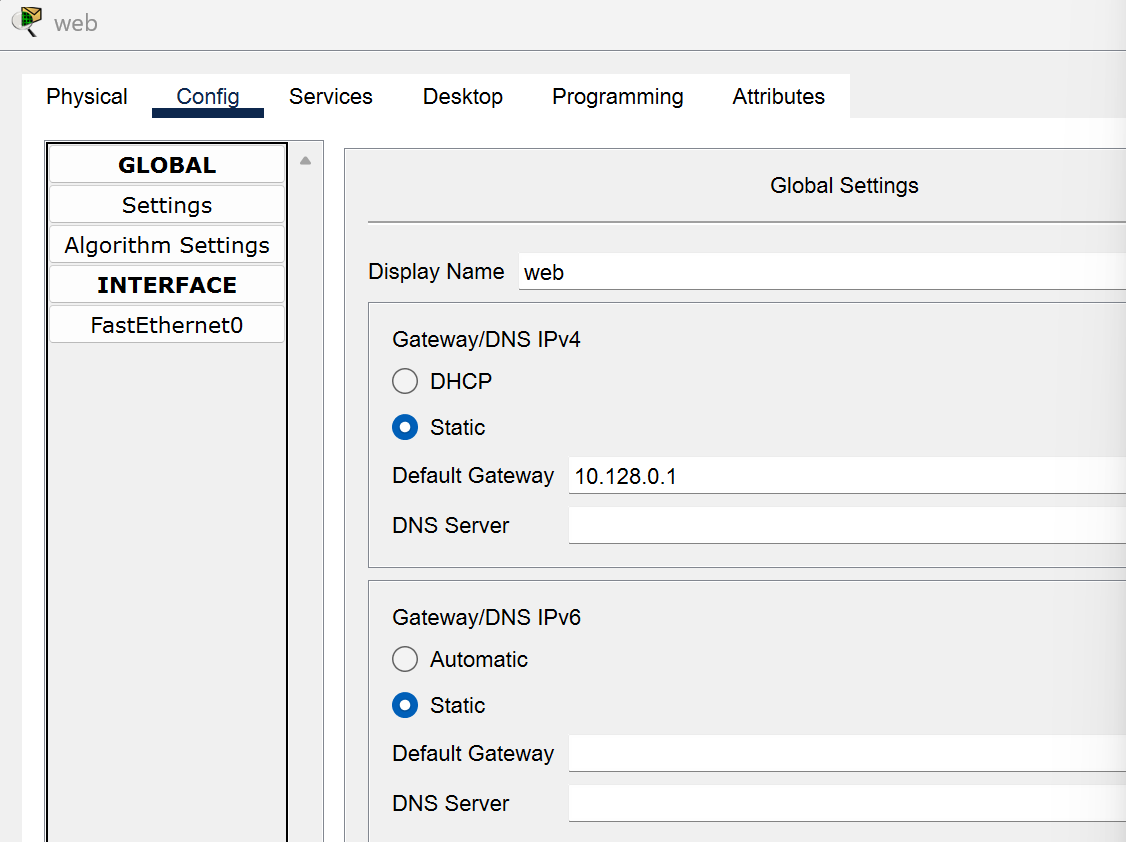 web
Physical Config Services Desktop Programming Attributes
GLOBAL
Settings
Algorithm Settings
INTERFACE
FastEthernet0
Global Settings
Display Name web
Gateway/DNS IPv4
DHCP
Static
Default Gateway 10.128.0.1
DNS Server
Gateway/DNS IPv6
Automatic
Static
Default Gateway
DNS Server